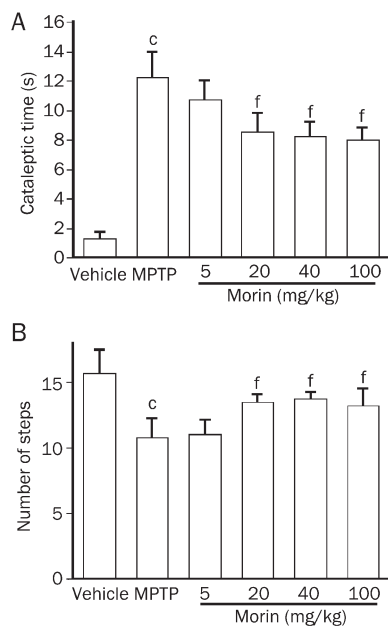 A
Cataleptic time (s)
16
14
12
10
8
6
4
2
0
c
f
f
f
Vehicle MPTP 5 20 40 100
Morin (mg/kg)
B
Number of steps
15
10
5
0
c
f
f
f
Vehicle MPTP 5 20 40 100
Morin (mg/kg)